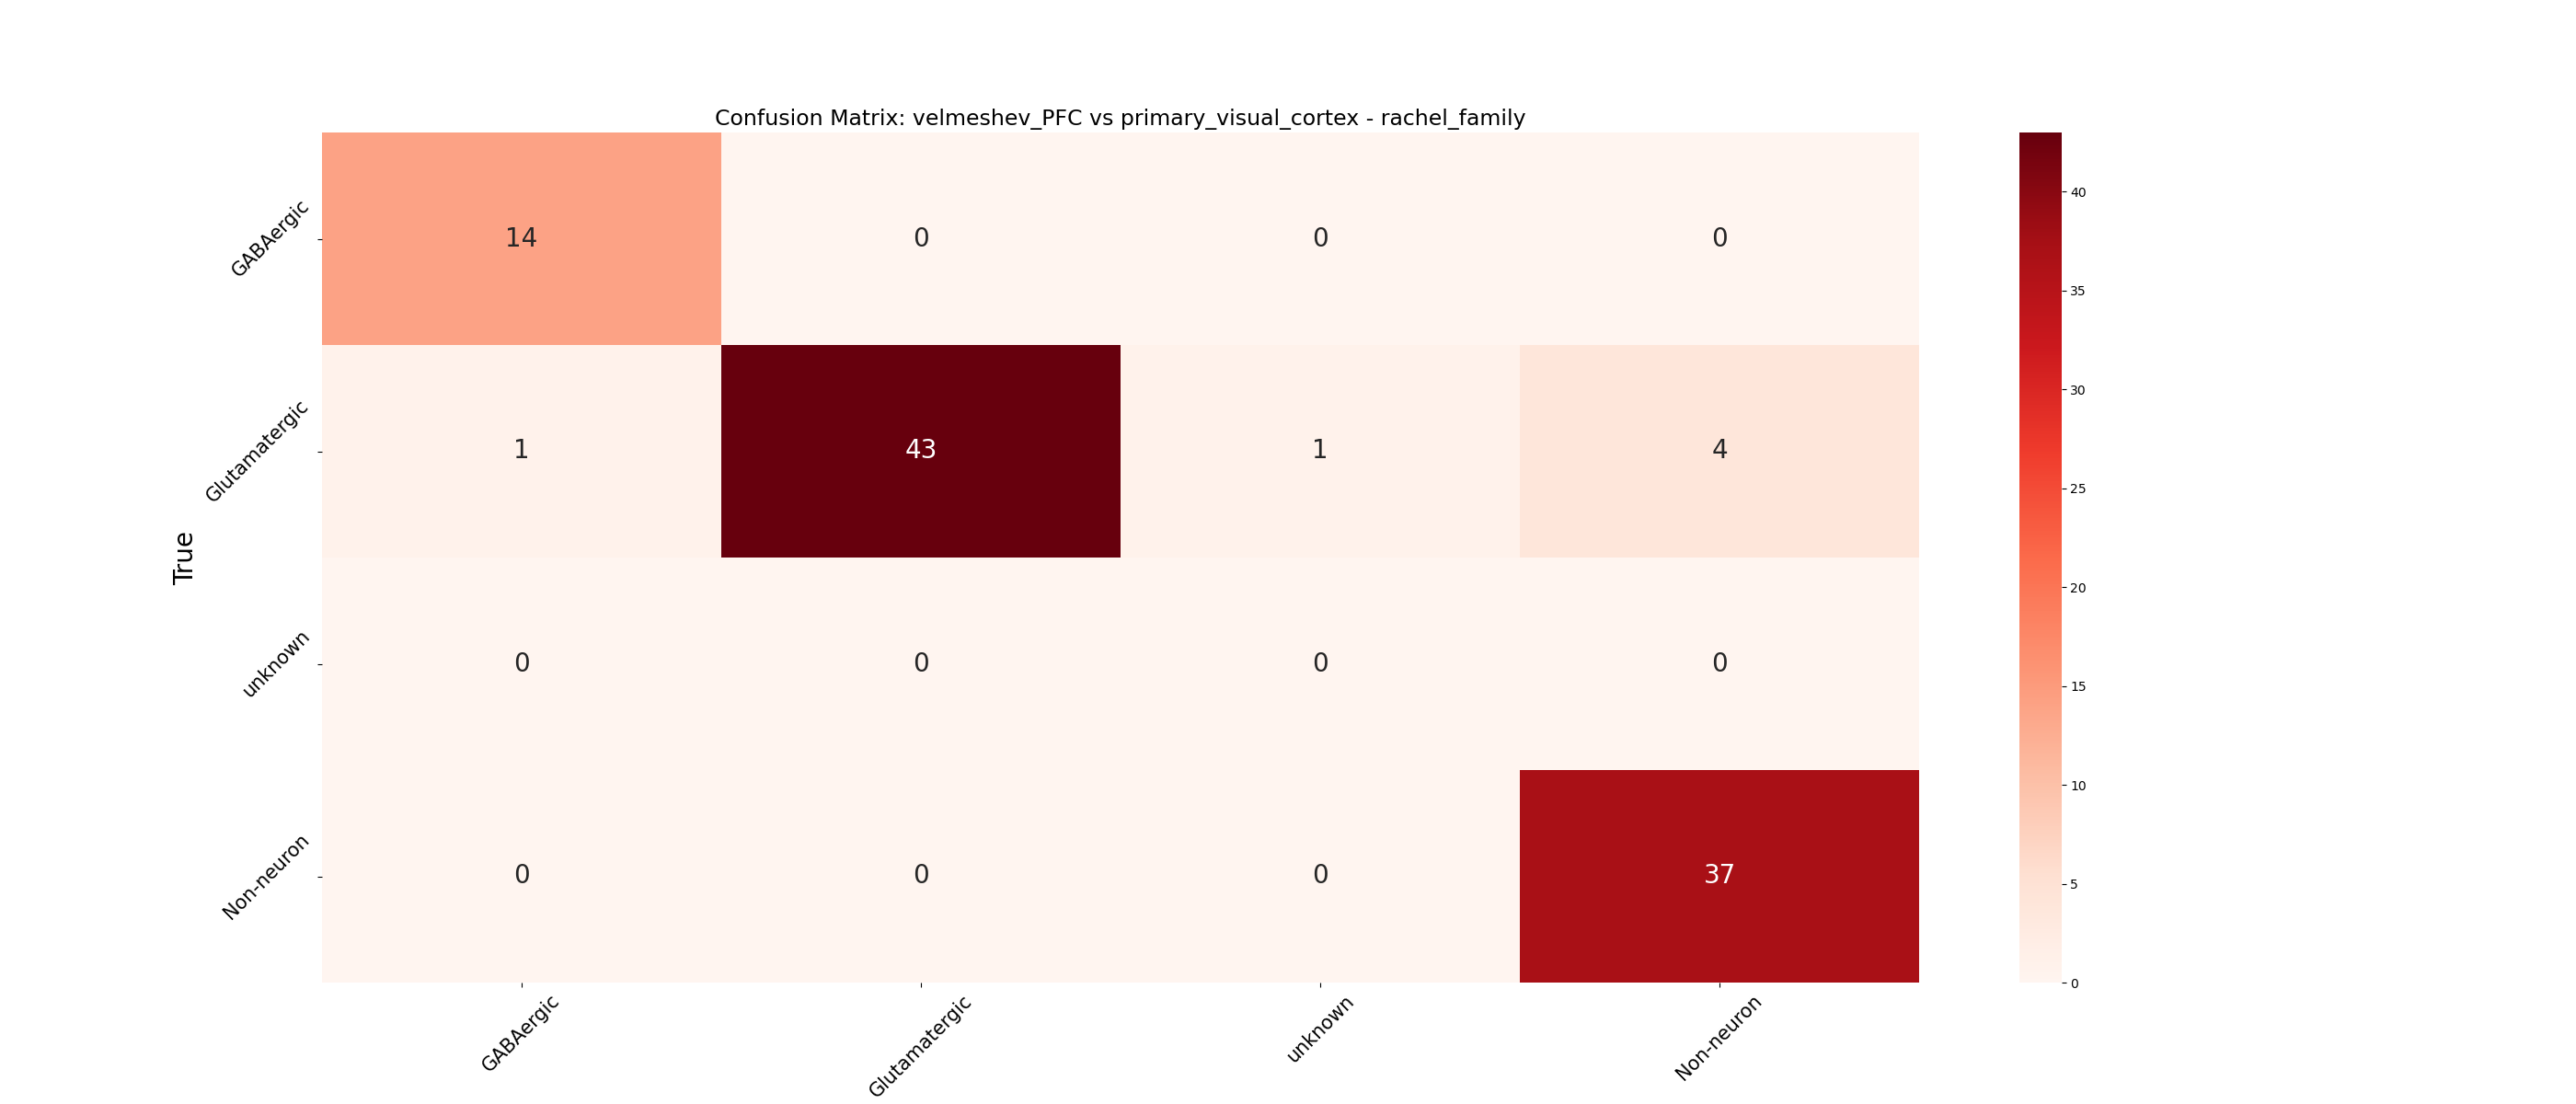 Confusion Matrix: velmeshev_PFC vs primary_visual_cortex - rachel_family
GABAergic
14
0
0
0
Glutamatergic
1
43
1
4
unknown
0
0
0
0
Non-neuron
0
0
0
37
True
GABAergic
Glutamatergic
unknown
Non-neuron
40
35
30
25
20
15
10
5
0